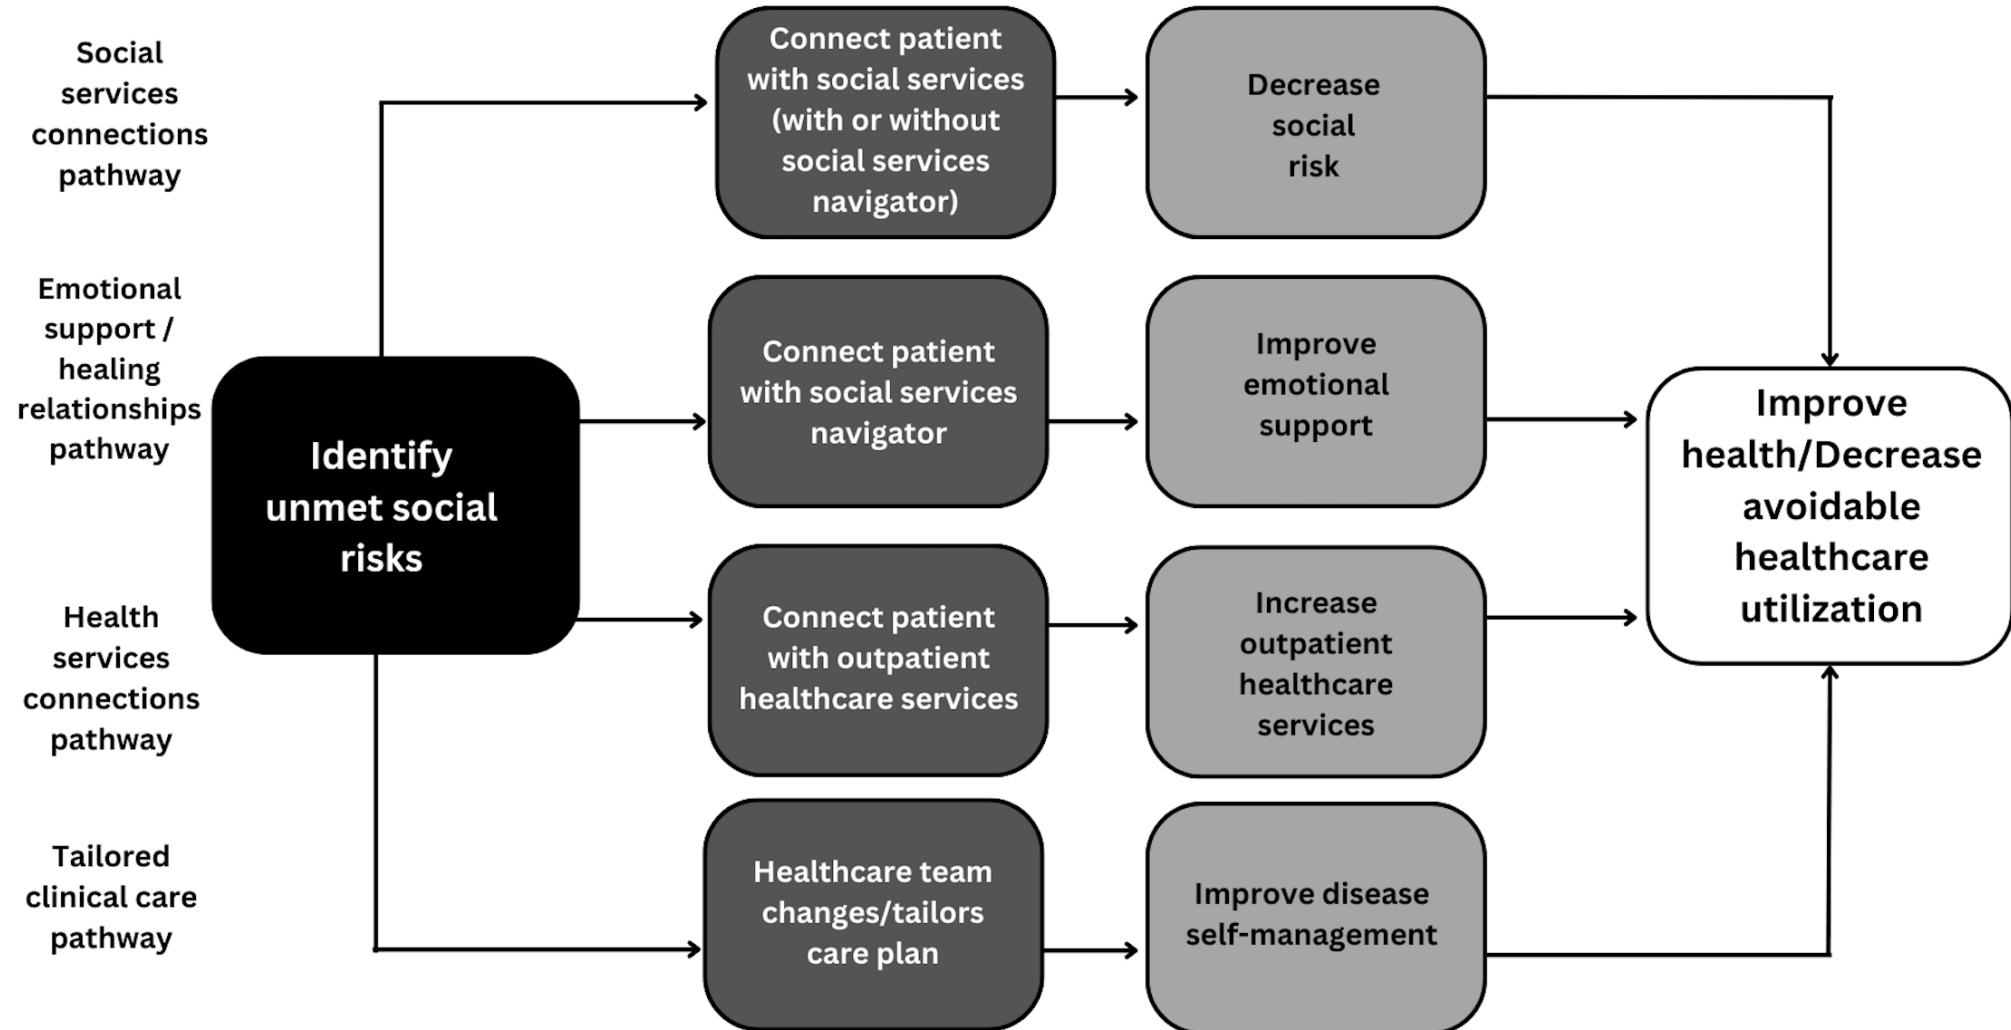 Social
services
connections
pathway
Connect patient
with social services
(with or without
social services
navigator)
Decrease
social
risk
Emotional
support /
healing
relationships
pathway
Connect patient
with social services
navigator
Improve
emotional
support
Identify
unmet social
risks
Improve
health/Decrease
avoidable
healthcare
utilization
Health
services
connections
pathway
Connect patient
with outpatient
healthcare services
Increase
outpatient
healthcare
services
Tailored
clinical care
pathway
Healthcare team
changes/tailors
care plan
Improve disease
self-management